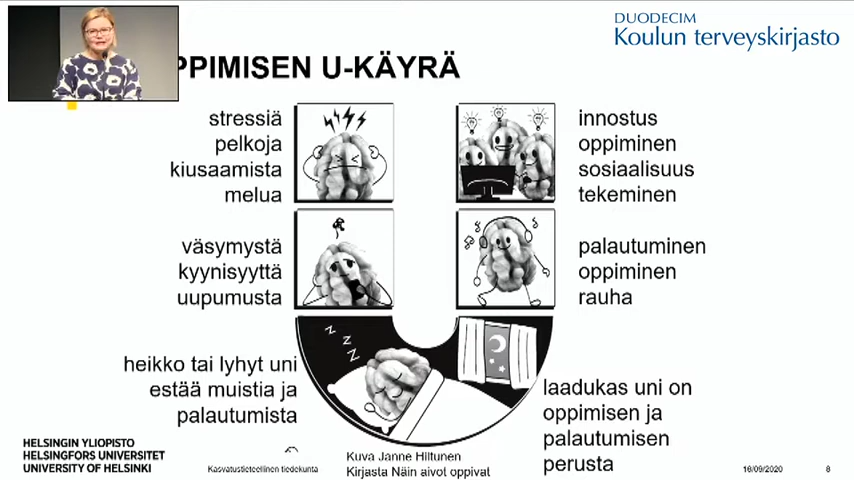 DUODECIM
Koulun terveyskirjasto
PPIMISEN U-KÄYRÄ
stressiä
pelkoja
kiusaamista
melua
innostus
oppiminen
sosiaalisuus
tekeminen
väsymystä
kyynisyyttä
uupumusta
palautuminen
oppiminen
rauha
z z z
heikko tai lyhyt uni
estää muistia ja
palautumista
laadukas uni on
oppimisen ja
palautumisen
perusta
HELSINGIN YLIOPISTO
HELSINGFORS UNIVERSITET
UNIVERSITY OF HELSINKI
Kasvatustieteellinen tiedekunta
Kuva Janne Hiltunen
Kirjasta Näin aivot oppivat
16/09/2020
8